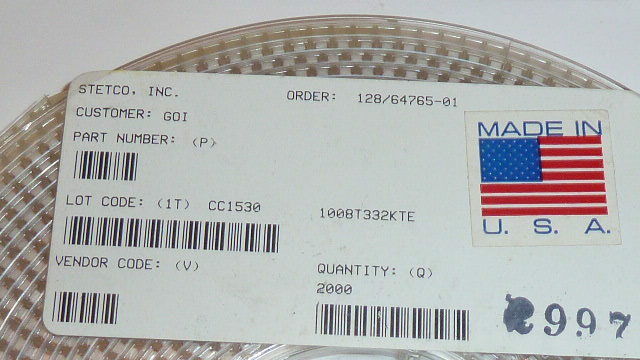 STETCO, INC.
ORDER: 128/64765-01
CUSTOMER: GOI
PART NUMBER: (P)
MADE IN
U. S. A.
LOT CODE: (1T) CC1530
1008T332KTE
VENDOR CODE: (V)
QUANTITY: (Q)
2000
997